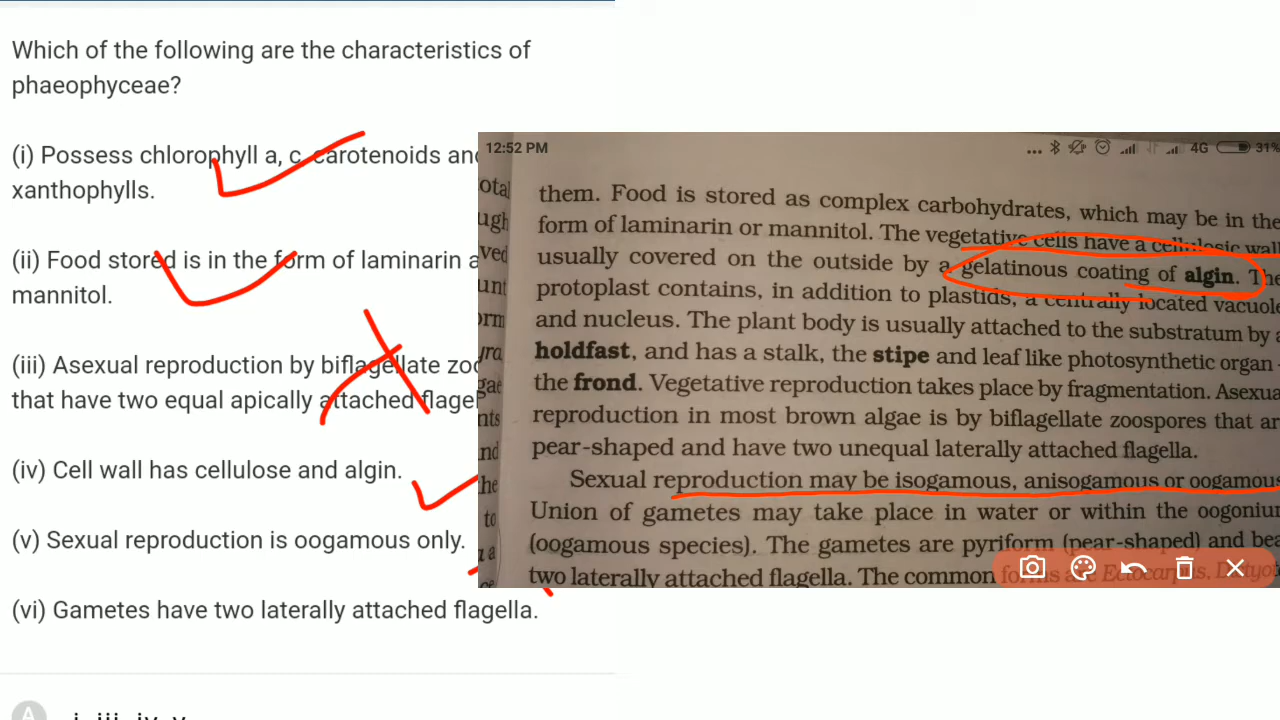 Which of the following are the characteristics of
phaeophyceae?
(i) Possess chlorophyll a, c, carotenoids and
xanthophylls.
(ii) Food stored is in the form of laminarin a
mannitol.
(iii) Asexual reproduction by biflagellate zoo
that have two equal apically attached flagel
(iv) Cell wall has cellulose and algin.
(v) Sexual reproduction is oogamous only.
(vi) Gametes have two laterally attached flagella.
A
12:52 PM
4G 31%
them. Food is stored as complex carbohydrates, which may be in the
form of laminarin or mannitol. The vegetative cells have a cellulosic wall
usually covered on the outside by a gelatinous coating of algin. The
protoplast contains, in addition to plastids, a centrally located vacuole
and nucleus. The plant body is usually attached to the substratum by a
holdfast, and has a stalk, the stipe and leaf like photosynthetic organ -
the frond. Vegetative reproduction takes place by fragmentation. Asexua
reproduction in most brown algae is by biflagellate zoospores that ar
pear-shaped and have two unequal laterally attached flagella.
Sexual reproduction may be isogamous, anisogamous or oogamous
Union of gametes may take place in water or within the oogoniu
(oogamous species). The gametes are pyriform (pear-shaped) and bea
two laterally attached flagella. The common forms are Ectocarpus, Dictyot